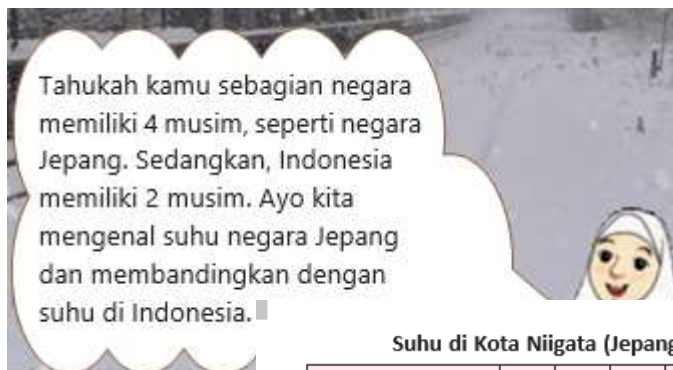 Tahukah kamu sebagian negara
memiliki 4 musim, seperti negara
Jepang. Sedangkan, Indonesia
memiliki 2 musim. Ayo kita
mengenal suhu negara Jepang
dan membandingkan dengan
suhu di Indonesia.
Suhu di Kota Niigata (Jepang